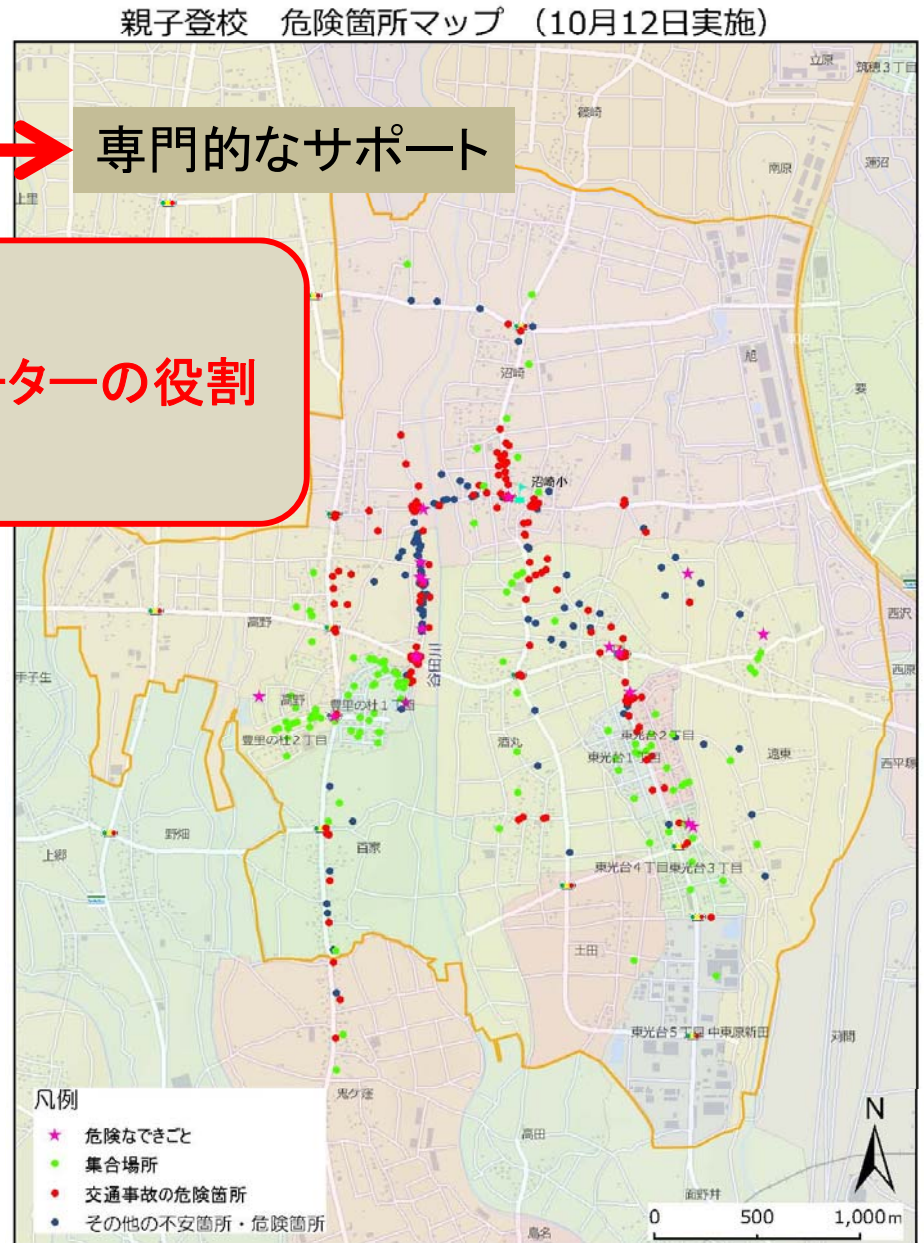 親子登校 危険箇所マップ (10月12日実施)
専門的なサポート
ーターの役割
立原
筑穂3丁目
篠崎
南原
蓮沼
上里
408
旭
要
沼崎
沼崎小
西沢
高野
谷田川
西原
手子生
高野
豊里の杜1丁目
豊里の杜2丁目
酒丸
東光台2丁目
東光台1丁目
遠東
西平塚
野畑
上郷
百家
東光台4丁目
東光台3丁目
土田
東光台5丁目
中東原新田
苅間
鬼ケ窪
高田
面野井
島名
凡例
危険なできごと
集合場所
交通事故の危険箇所
その他の不安箇所・危険箇所
N
0 500 1,000m